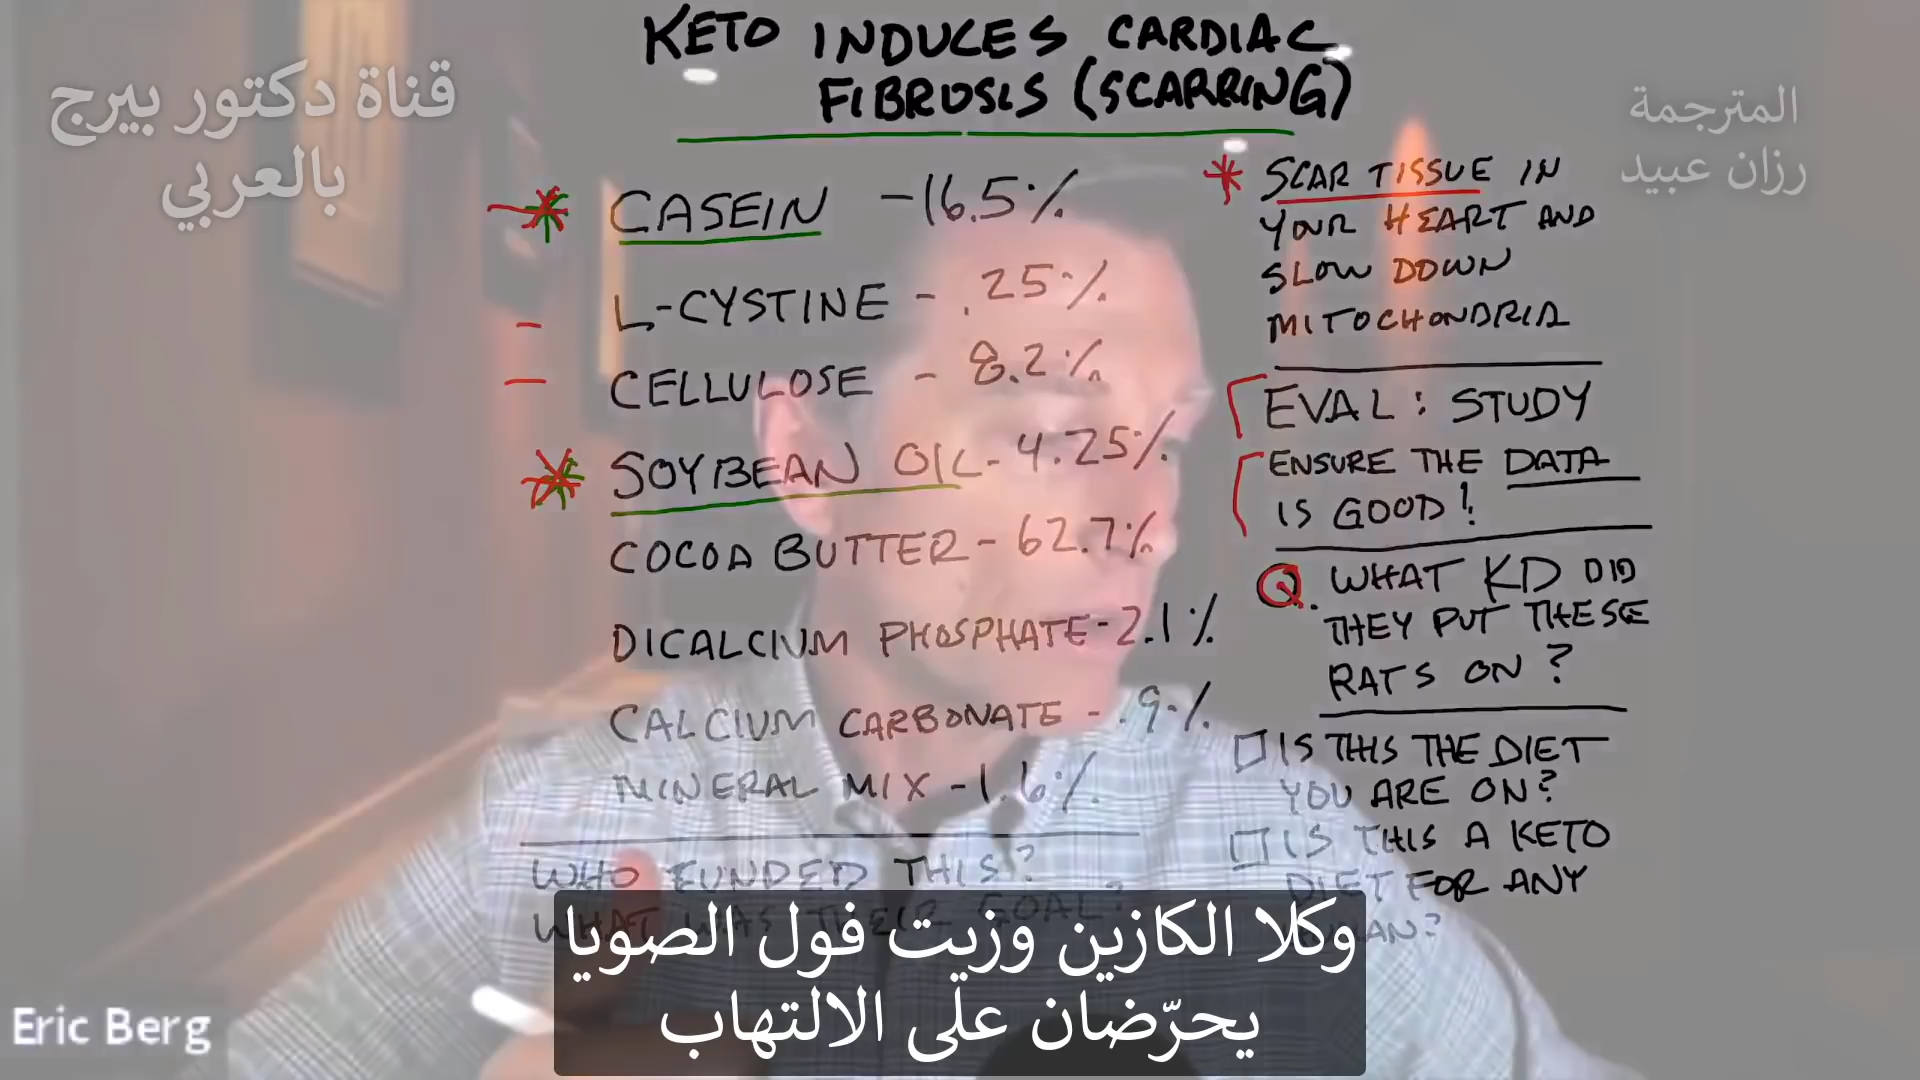 KETO INDUCES CARDIAC
FIBROSIS (SCARRING)
قناة دكتور بيرج
بالعربي
المترجمة
رزان عبيد
CASEIN - 16.5%
L-CYSTINE - .25%
CELLULOSE - 8.2%
SOYBEAN OIL - 4.25%
COCOA BUTTER - 62.7%
DICALCIUM PHOSPHATE - 2.1%
CALCIUM CARBONATE - .9%
MINERAL MIX - 1.6%
WHO FUNDED THIS?
WHAT WAS THEIR GOAL?
* SCAR TISSUE IN
YOUR HEART AND
SLOW DOWN
MITOCHONDRIA
EVAL: STUDY
ENSURE THE DATA
IS GOOD!
Q. WHAT KD DID
THEY PUT THESE
RATS ON?
IS THIS THE DIET
YOU ARE ON?
IS THIS A KETO
DIET FOR ANY
وكلا الكازين وزيت فول الصويا
يحرّضان على الالتهاب
Eric Berg